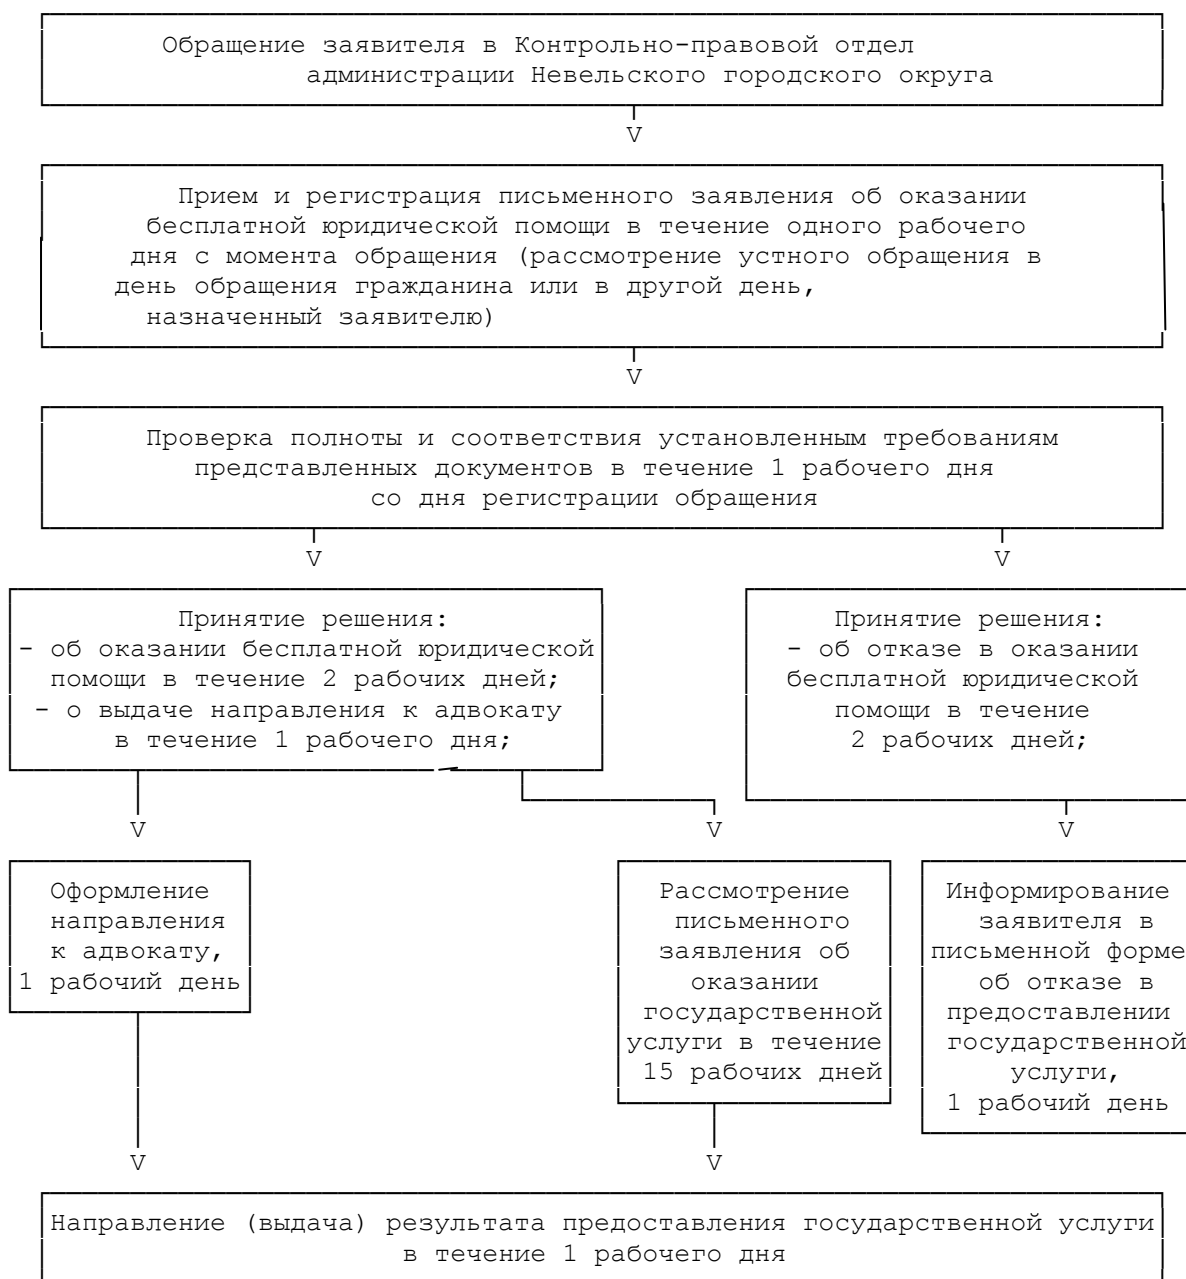 Обращение заявителя в Контрольно-правовой отдел
администрации Невельского городского округа
V
Прием и регистрация письменного заявления об оказании
бесплатной юридической помощи в течение одного рабочего
дня с момента обращения (рассмотрение устного обращения в
день обращения гражданина или в другой день,
назначенный заявителю)
V
Проверка полноты и соответствия установленным требованиям
представленных документов в течение 1 рабочего дня
со дня регистрации обращения
V
V
Принятие решения:
- об оказании бесплатной юридической
помощи в течение 2 рабочих дней;
- о выдаче направления к адвокату
в течение 1 рабочего дня;
Принятие решения:
- об отказе в оказании
бесплатной юридической
помощи в течение
2 рабочих дней;
V
V
V
Оформление
направления
к адвокату,
1 рабочий день
Рассмотрение
письменного
заявления об
оказании
государственной
услуги в течение
15 рабочих дней
Информирование
заявителя в
письменной форме
об отказе в
предоставлении
государственной
услуги,
1 рабочий день
V
V
Направление (выдача) результата предоставления государственной услуги
в течение 1 рабочего дня